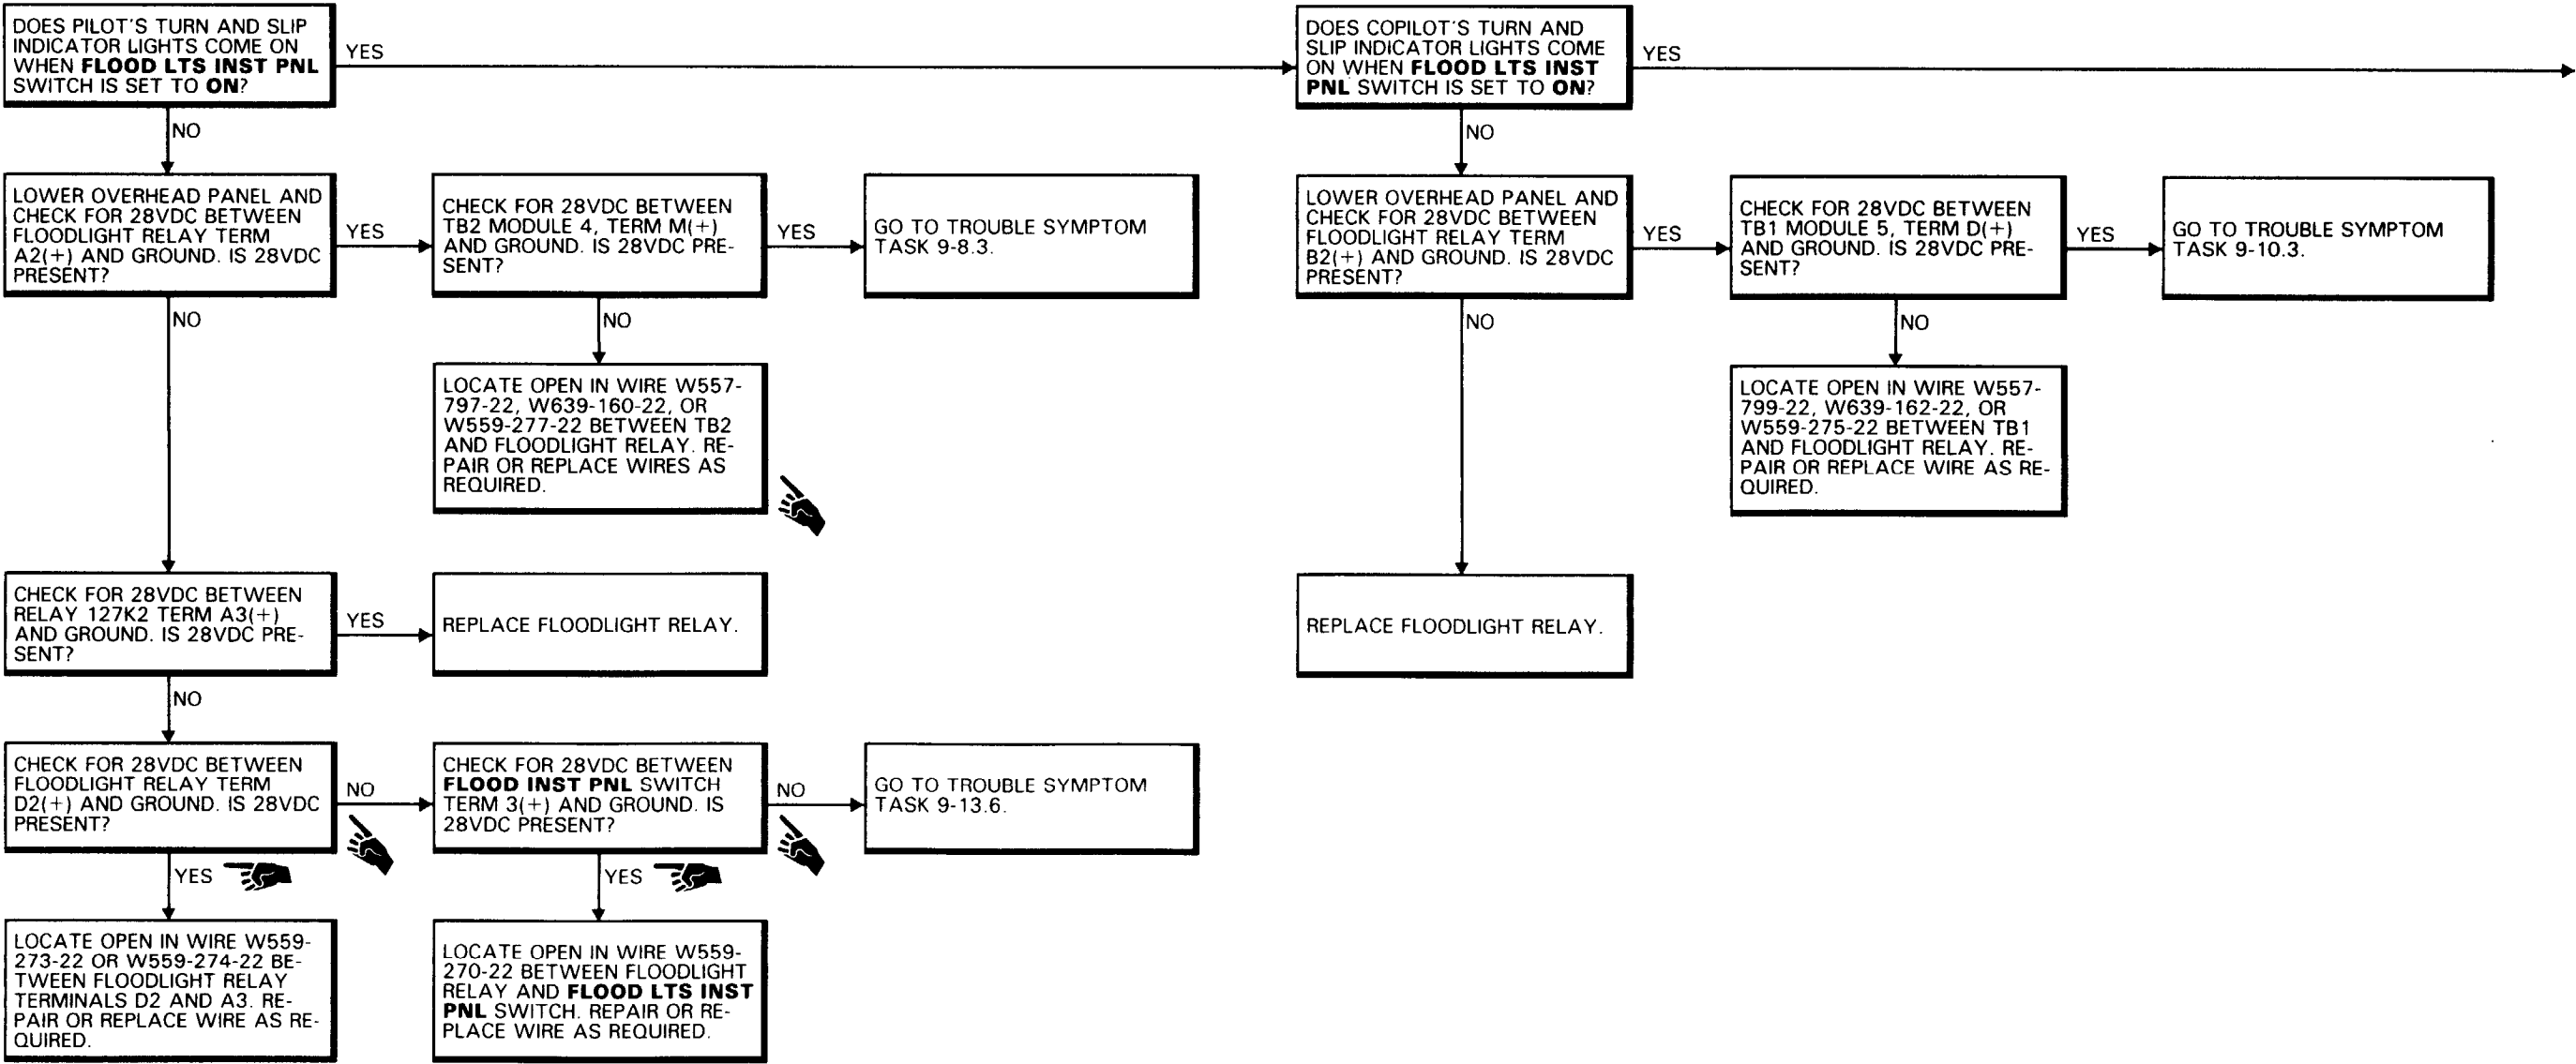 DOES PILOT'S TURN AND SLIP
INDICATOR LIGHTS COME ON
WHEN FLOOD LTS INST PNL
SWITCH IS SET TO ON?
YES
DOES COPILOT'S TURN AND
SLIP INDICATOR LIGHTS COME
ON WHEN FLOOD LTS INST
PNL SWITCH IS SET TO ON?
YES
NO
NO
LOWER OVERHEAD PANEL AND
CHECK FOR 28VDC BETWEEN
FLOODLIGHT RELAY TERM
A2(+) AND GROUND. IS 28VDC
PRESENT?
YES
CHECK FOR 28VDC BETWEEN
TB2 MODULE 4, TERM M(+)
AND GROUND. IS 28VDC PRE-
SENT?
YES
GO TO TROUBLE SYMPTOM
TASK 9-8.3.
LOWER OVERHEAD PANEL AND
CHECK FOR 28VDC BETWEEN
FLOODLIGHT RELAY TERM
B2(+) AND GROUND. IS 28VDC
PRESENT?
YES
CHECK FOR 28VDC BETWEEN
TB1 MODULE 5, TERM D(+)
AND GROUND. IS 28VDC PRE-
SENT?
YES
GO TO TROUBLE SYMPTOM
TASK 9-10.3.
NO
NO
NO
NO
LOCATE OPEN IN WIRE W557-
797-22, W639-160-22, OR
W559-277-22 BETWEEN TB2
AND FLOODLIGHT RELAY. RE-
PAIR OR REPLACE WIRES AS
REQUIRED.
LOCATE OPEN IN WIRE W557-
799-22, W639-162-22, OR
W559-275-22 BETWEEN TB1
AND FLOODLIGHT RELAY. RE-
PAIR OR REPLACE WIRE AS RE-
QUIRED.
CHECK FOR 28VDC BETWEEN
RELAY 127K2 TERM A3(+)
AND GROUND. IS 28VDC PRE-
SENT?
YES
REPLACE FLOODLIGHT RELAY.
REPLACE FLOODLIGHT RELAY.
NO
CHECK FOR 28VDC BETWEEN
FLOODLIGHT RELAY TERM
D2(+) AND GROUND. IS 28VDC
PRESENT?
NO
CHECK FOR 28VDC BETWEEN
FLOOD INST PNL SWITCH
TERM 3(+) AND GROUND. IS
28VDC PRESENT?
NO
GO TO TROUBLE SYMPTOM
TASK 9-13.6.
YES
YES
LOCATE OPEN IN WIRE W559-
273-22 OR W559-274-22 BE-
TWEEN FLOODLIGHT RELAY
TERMINALS D2 AND A3. RE-
PAIR OR REPLACE WIRE AS RE-
QUIRED.
LOCATE OPEN IN WIRE W559-
270-22 BETWEEN FLOODLIGHT
RELAY AND FLOOD LTS INST
PNL SWITCH. REPAIR OR RE-
PLACE WIRE AS REQUIRED.